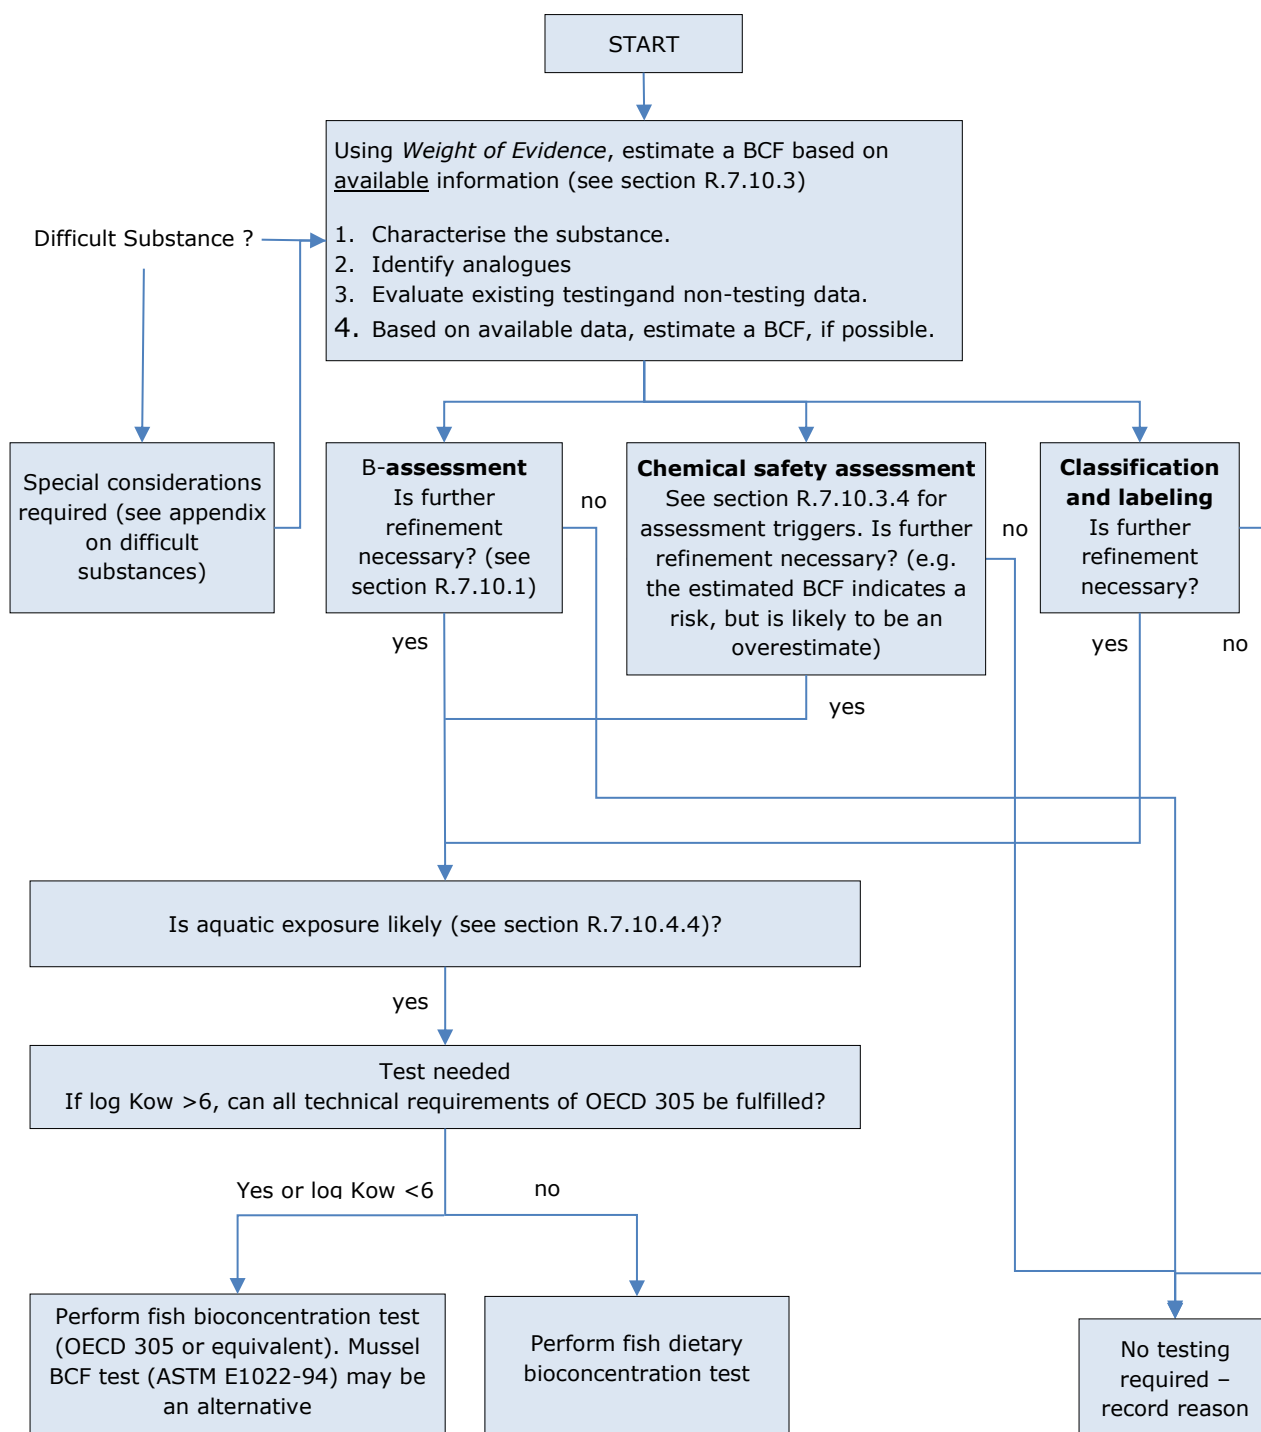 START
Using Weight of Evidence, estimate a BCF based on
available information (see section R.7.10.3)
1. Characterise the substance.
2. Identify analogues
3. Evaluate existing testingand non-testing data.
4. Based on available data, estimate a BCF, if possible.
Difficult Substance ?
Special considerations
required (see appendix
on difficult
substances)
B-assessment
Is further
refinement
necessary? (see
section R.7.10.1)
no
yes
Chemical safety assessment
See section R.7.10.3.4 for
assessment triggers. Is further
refinement necessary? (e.g.
the estimated BCF indicates a
risk, but is likely to be an
overestimate)
no
yes
Classification
and labeling
Is further
refinement
necessary?
yes
no
Is aquatic exposure likely (see section R.7.10.4.4)?
yes
Test needed
If log Kow >6, can all technical requirements of OECD 305 be fulfilled?
Yes or log Kow <6
no
Perform fish bioconcentration test
(OECD 305 or equivalent). Mussel
BCF test (ASTM E1022-94) may be
an alternative
Perform fish dietary
bioconcentration test
No testing
required –
record reason